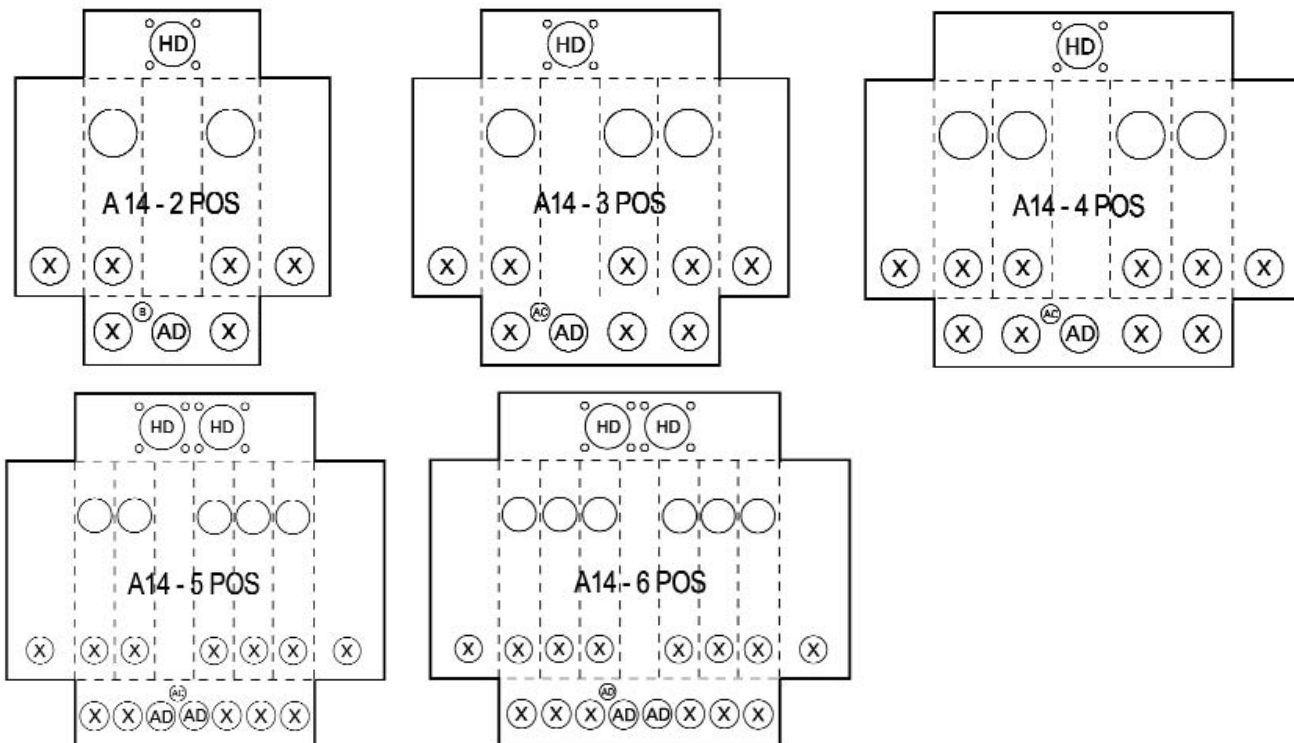 HD
A 14 - 2 POS
X X X X
B
X AD X
HD
A14 - 3 POS
X X X X X
AC
X AD X X
HD
A14 - 4 POS
X X X X X X
AC
X X AD X X
HD HD
A14 - 5 POS
X X X X X X X
AC
X X AD AD X X X
HD HD
A14 - 6 POS
X X X X X X X X
AD
X X X AD AD X X X